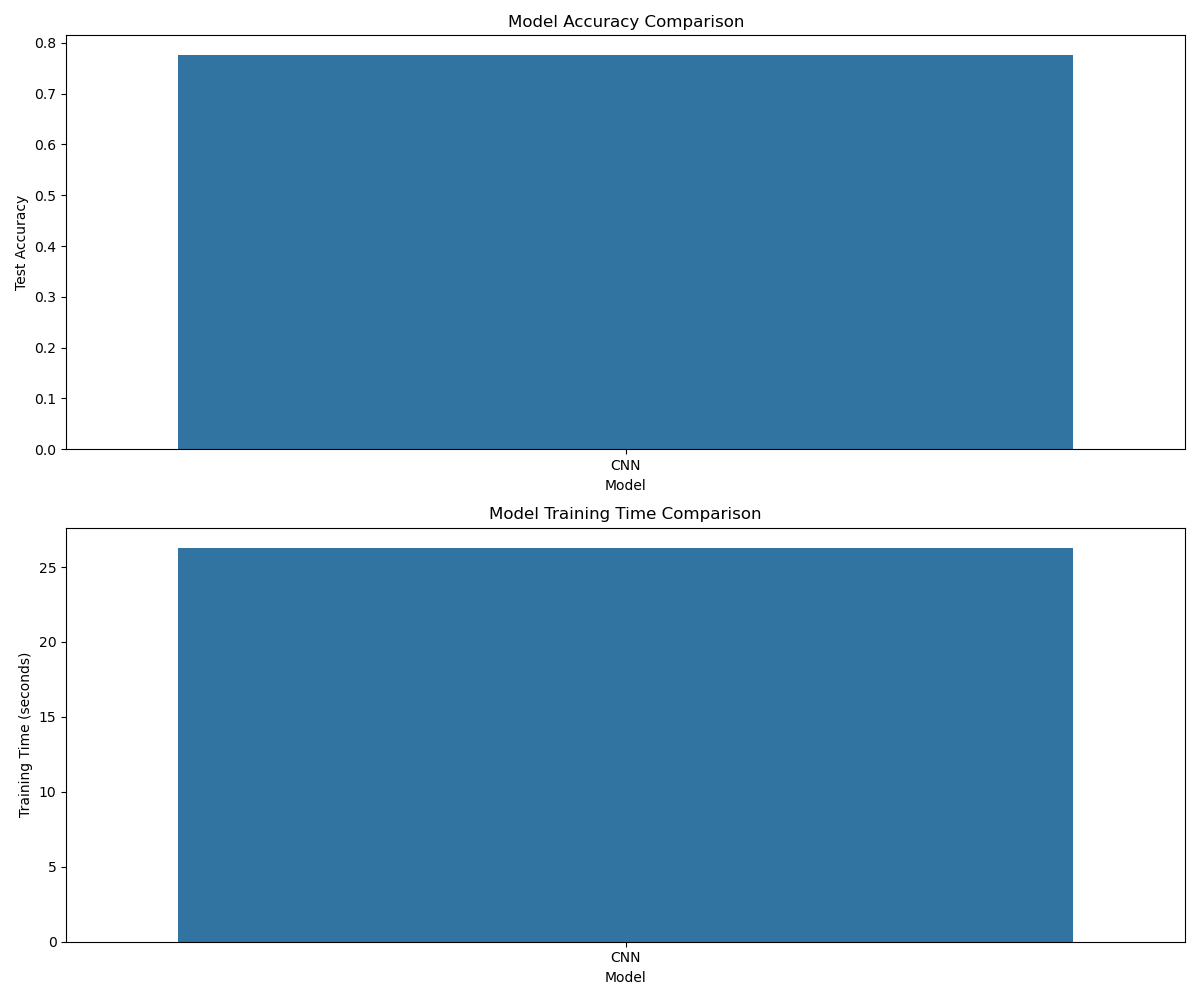 Model Accuracy Comparison
0.8
0.7
0.6
0.5
0.4
0.3
0.2
0.1
0.0
Test Accuracy
CNN
Model
Model Training Time Comparison
25
20
15
10
5
0
Training Time (seconds)
CNN
Model